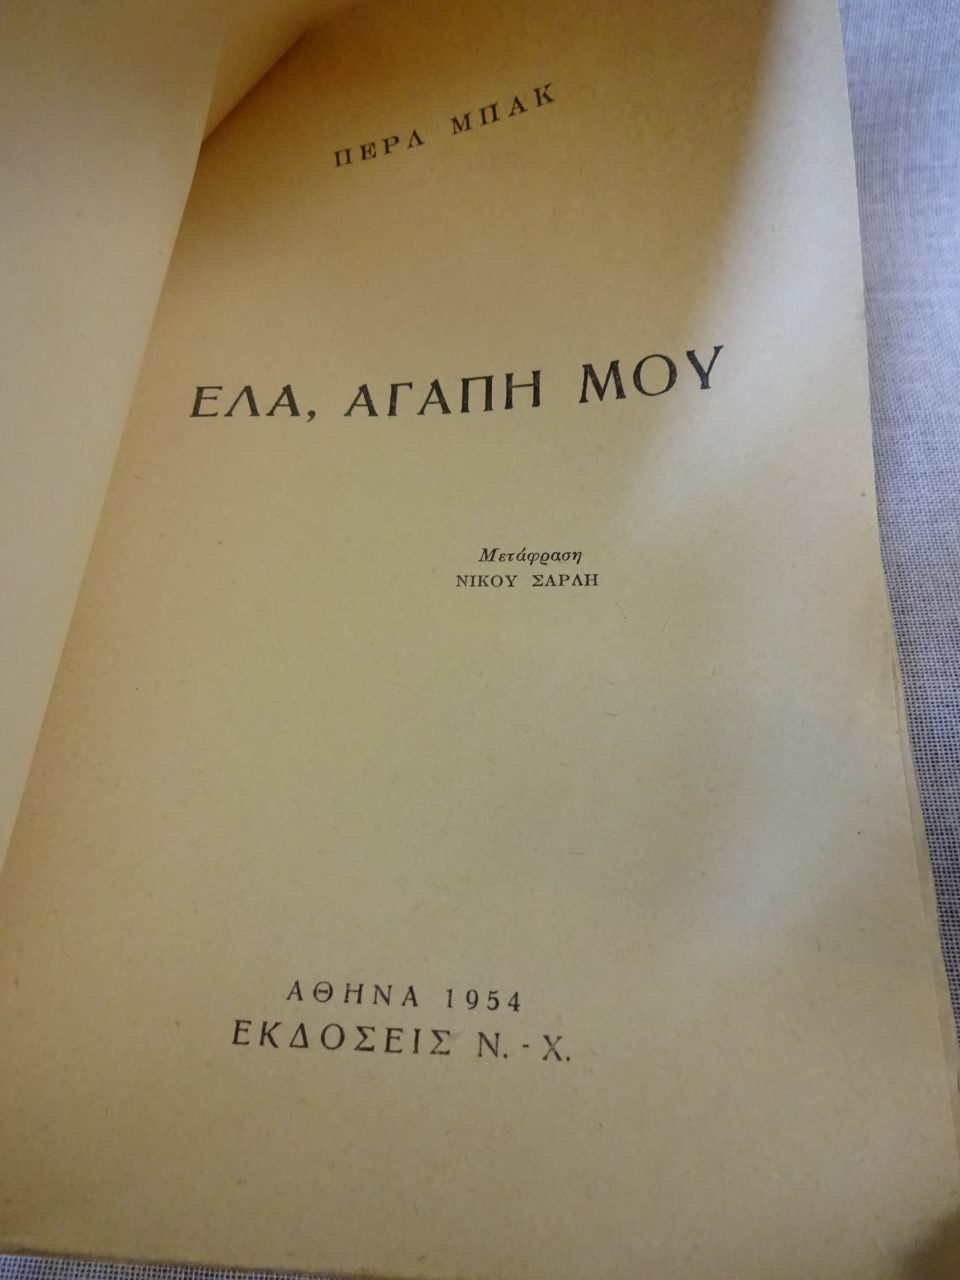 ΠΕΡΛ ΜΠΑΚ
ΕΛΑ, ΑΓΑΠΗ ΜΟΥ
Μετάφραση
ΝΙΚΟΥ ΣΑΡΛΗ
ΑΘΗΝΑ 1954
ΕΚΔΟΣΕΙΣ Ν. - Χ.